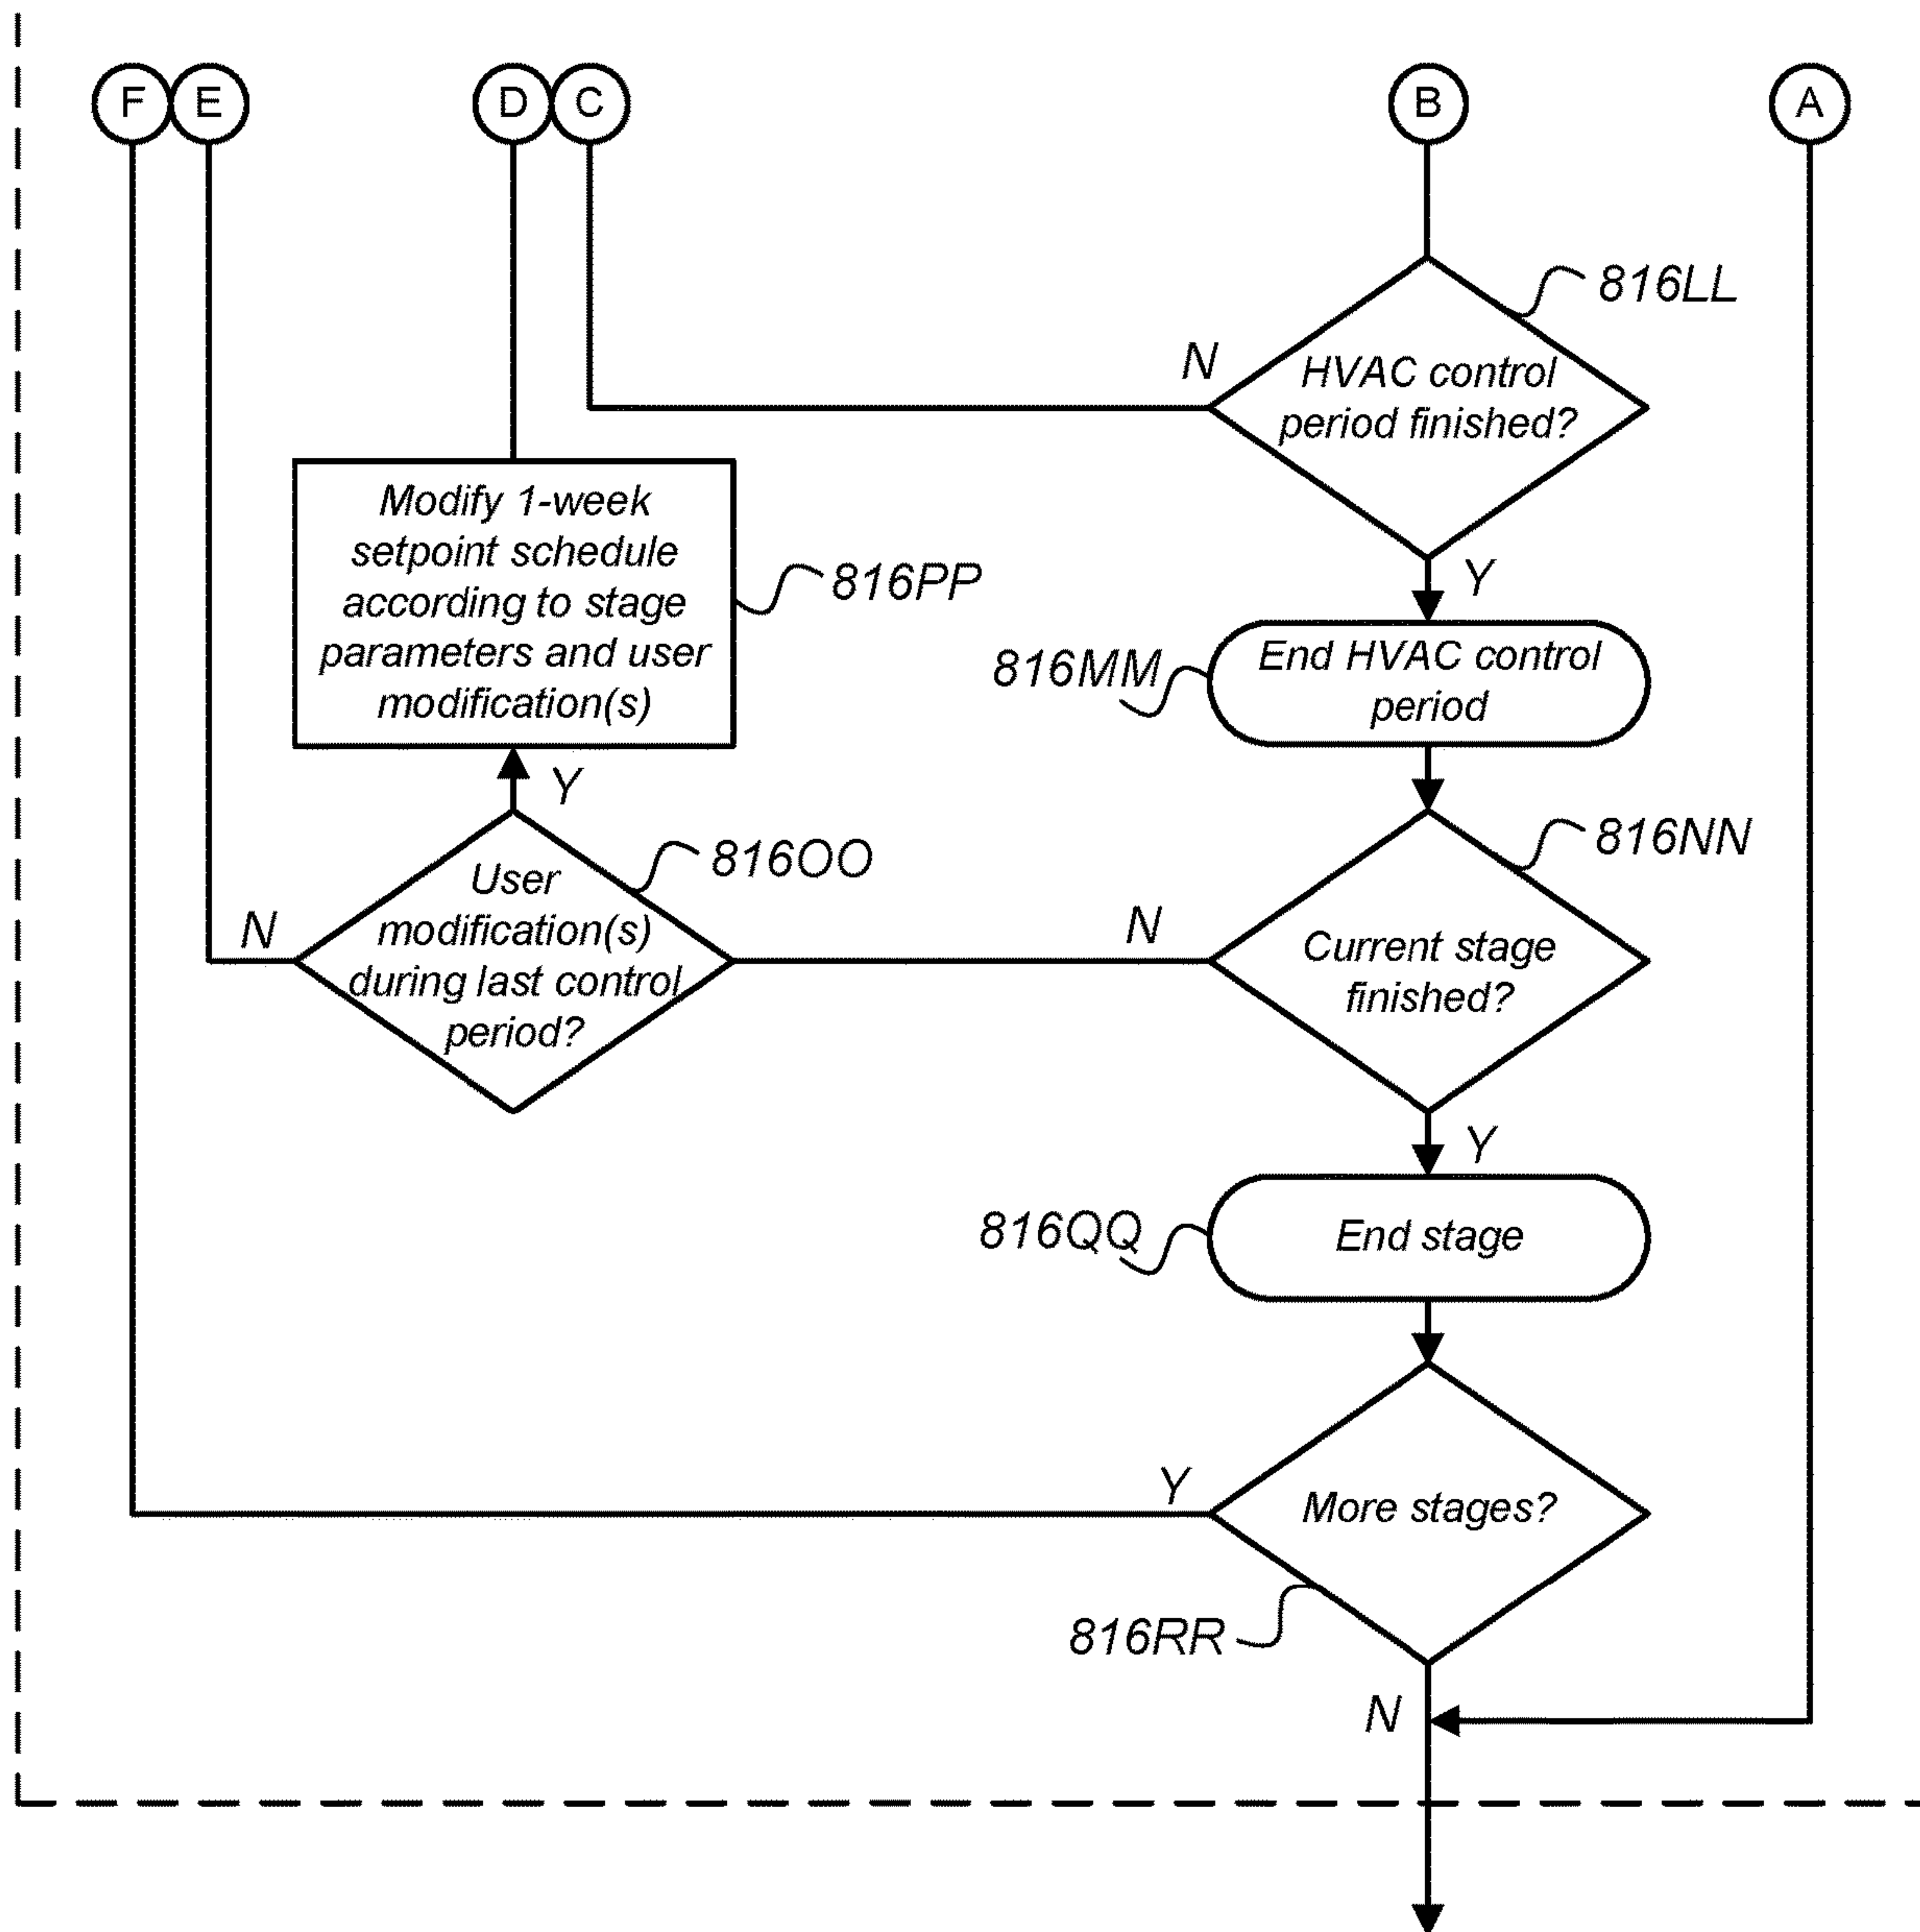 F
E
D
C
B
A
816LL
N
HVAC control
period finished?
Y
Modify 1-week
setpoint schedule
according to stage
parameters and user
modification(s)
816PP
816MM
End HVAC control
period
Y
816OO
816NN
User
modification(s)
during last control
period?
N
N
Current stage
finished?
Y
816QQ
End stage
Y
More stages?
816RR
N